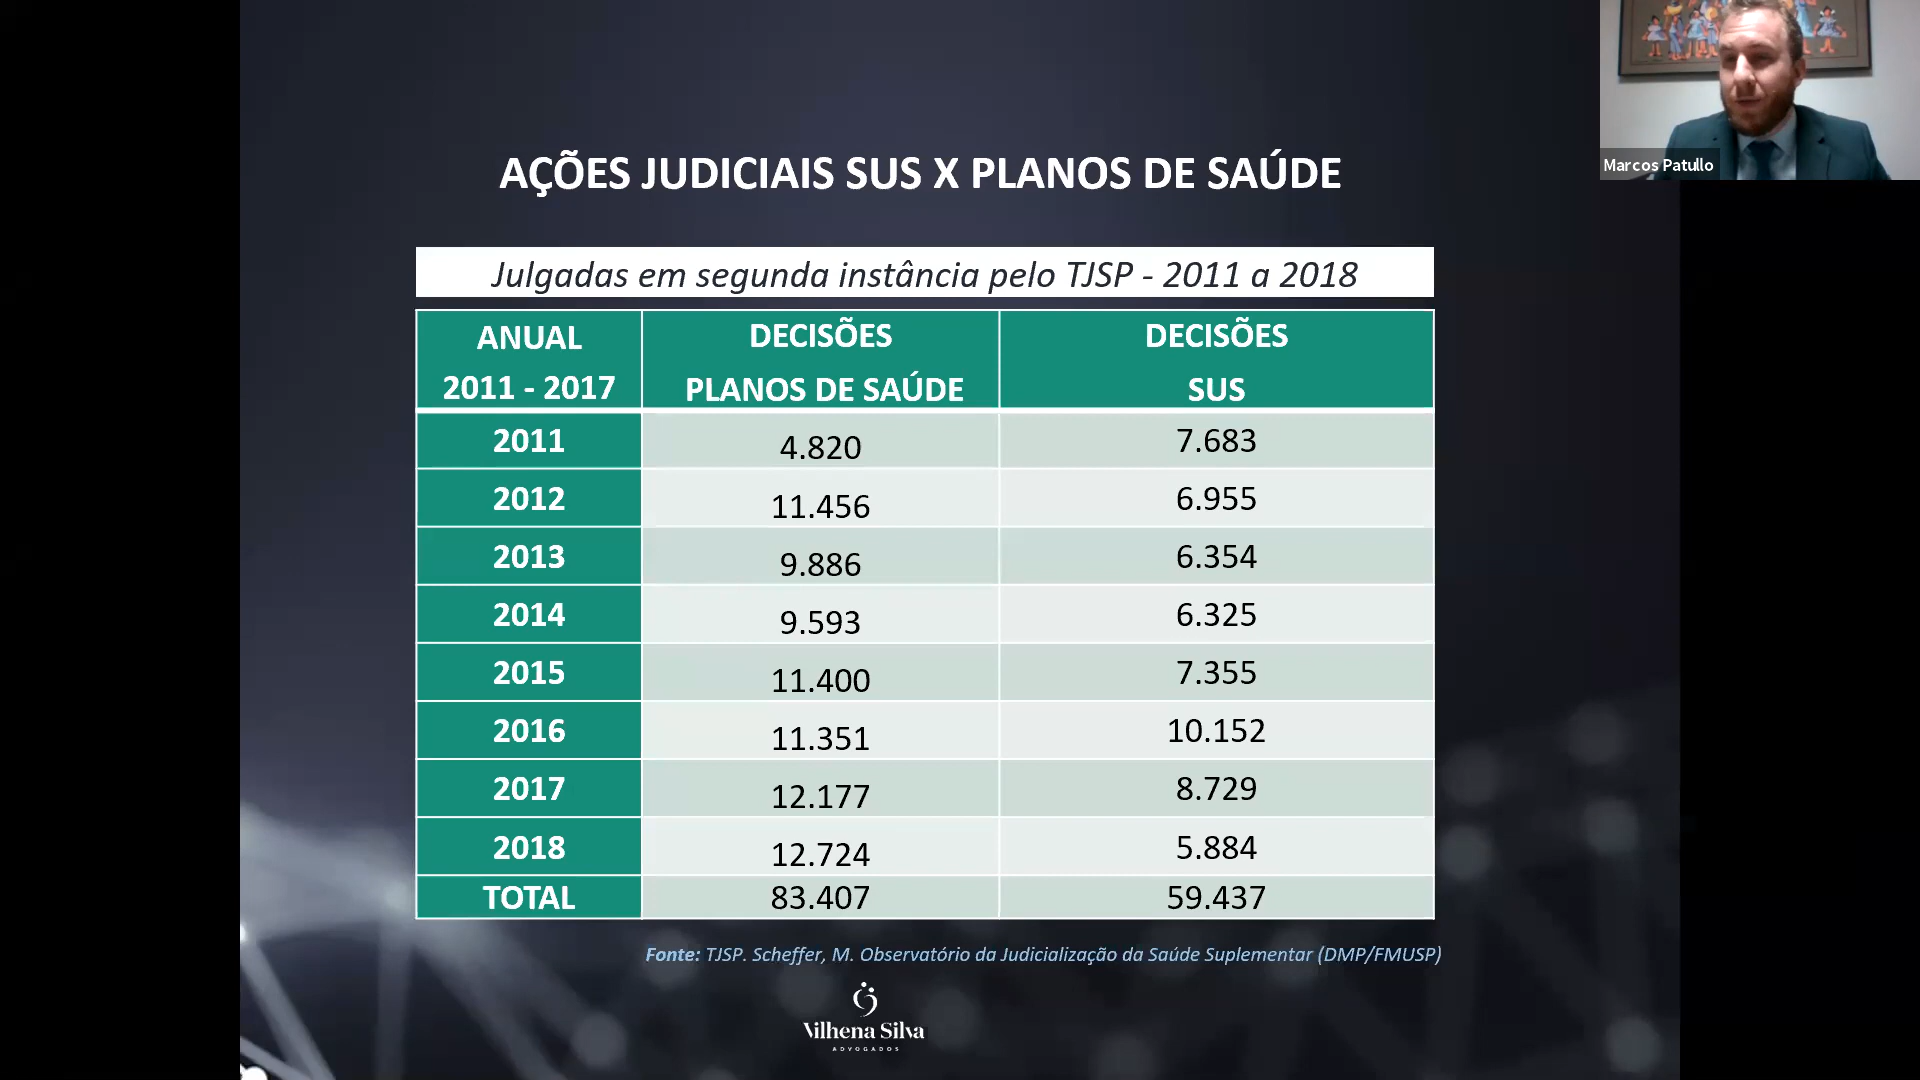 AÇÕES JUDICIAIS SUS X PLANOS DE SAÚDE
Marcos Patullo
Julgadas em segunda instância pelo TJSP - 2011 a 2018
ANUAL 2011 - 2017 DECISÕES PLANOS DE SAÚDE DECISÕES SUS
2011 4.820 7.683
2012 11.456 6.955
2013 9.886 6.354
2014 9.593 6.325
2015 11.400 7.355
2016 11.351 10.152
2017 12.177 8.729
2018 12.724 5.884
TOTAL 83.407 59.437
Fonte: TJSP. Scheffer, M. Observatório da Judicialização da Saúde Suplementar (DMP/FMUSP)
Vilhena Silva
ADVOGADOS